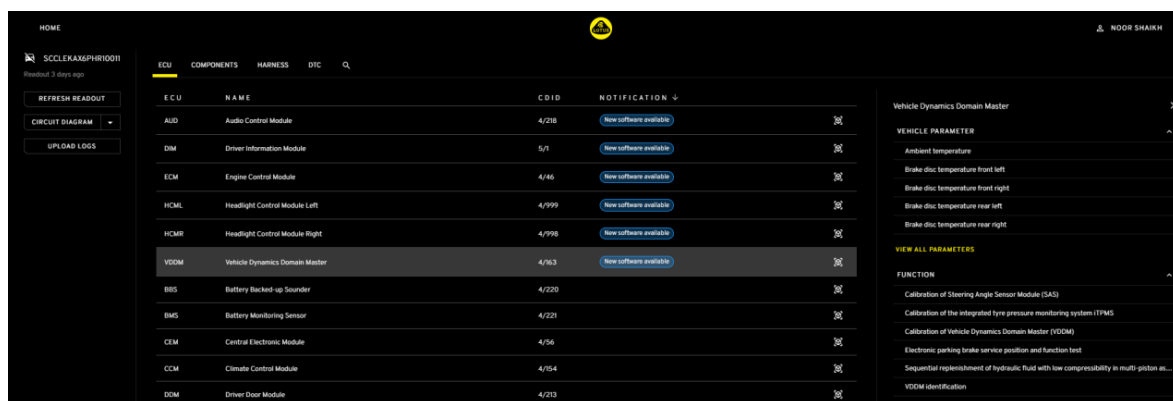 HOME
LOTUS
NOOR SHAIKH
SCCLEKAX6PHR10011
Readout 3 days ago
REFRESH READOUT
CIRCUIT DIAGRAM
UPLOAD LOGS
ECU COMPONENTS HARNESS DTC
ECU NAME CDID NOTIFICATION
AUD Audio Control Module 4/218 New software available
DIM Driver Information Module 5/1 New software available
ECM Engine Control Module 4/46 New software available
HCML Headlight Control Module Left 4/999 New software available
HCMR Headlight Control Module Right 4/998 New software available
VDDM Vehicle Dynamics Domain Master 4/163 New software available
BBS Battery Backed-up Sounder 4/220
BMS Battery Monitoring Sensor 4/221
CEM Central Electronic Module 4/56
CCM Climate Control Module 4/154
DDM Driver Door Module 4/213
Vehicle Dynamics Domain Master
VEHICLE PARAMETER
Ambient temperature
Brake disc temperature front left
Brake disc temperature front right
Brake disc temperature rear left
Brake disc temperature rear right
VIEW ALL PARAMETERS
FUNCTION
Calibration of Steering Angle Sensor Module (SAS)
Calibration of the integrated tyre pressure monitoring system iTPMS
Calibration of Vehicle Dynamics Domain Master (VDDM)
Electronic parking brake service position and function test
Sequential replenishment of hydraulic fluid with low compressibility in multi-piston as...
VDDM identification